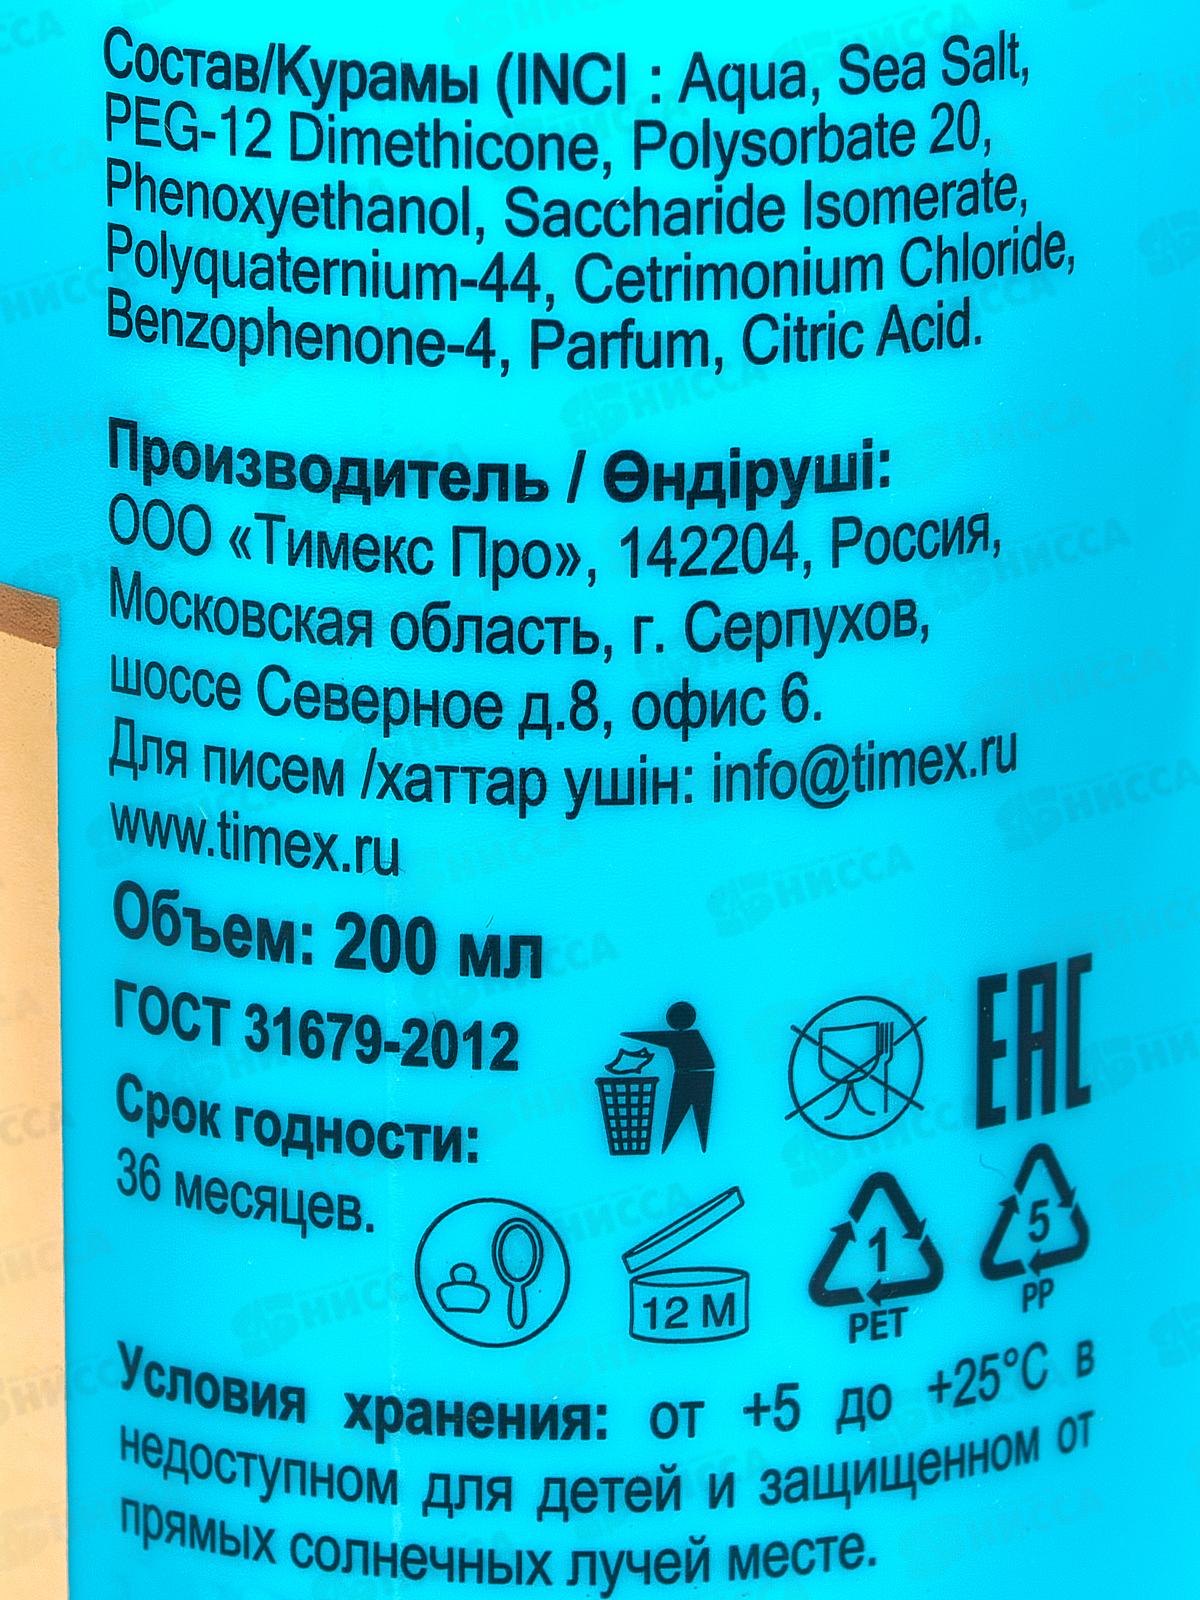 Состав/Курамы (INCI : Aqua, Sea Salt,
PEG-12 Dimethicone, Polysorbate 20,
Phenoxyethanol, Saccharide Isomerate,
Polyquaternium-44, Cetrimonium Chloride,
Benzophenone-4, Parfum, Citric Acid.
Производитель / Өндіруші:
ООО «Тимекс Про», 142204, Россия,
Московская область, г. Серпухов,
шоссе Северное д.8, офис 6.
Для писем /хаттар ушін: info@timex.ru
www.timex.ru
Объем: 200 мл
ГОСТ 31679-2012
EAC
Срок годности:
36 месяцев.
12 M
1
PET
5
PP
Условия хранения: от +5 до +25°C в
недоступном для детей и защищенном от
прямых солнечных лучей месте.